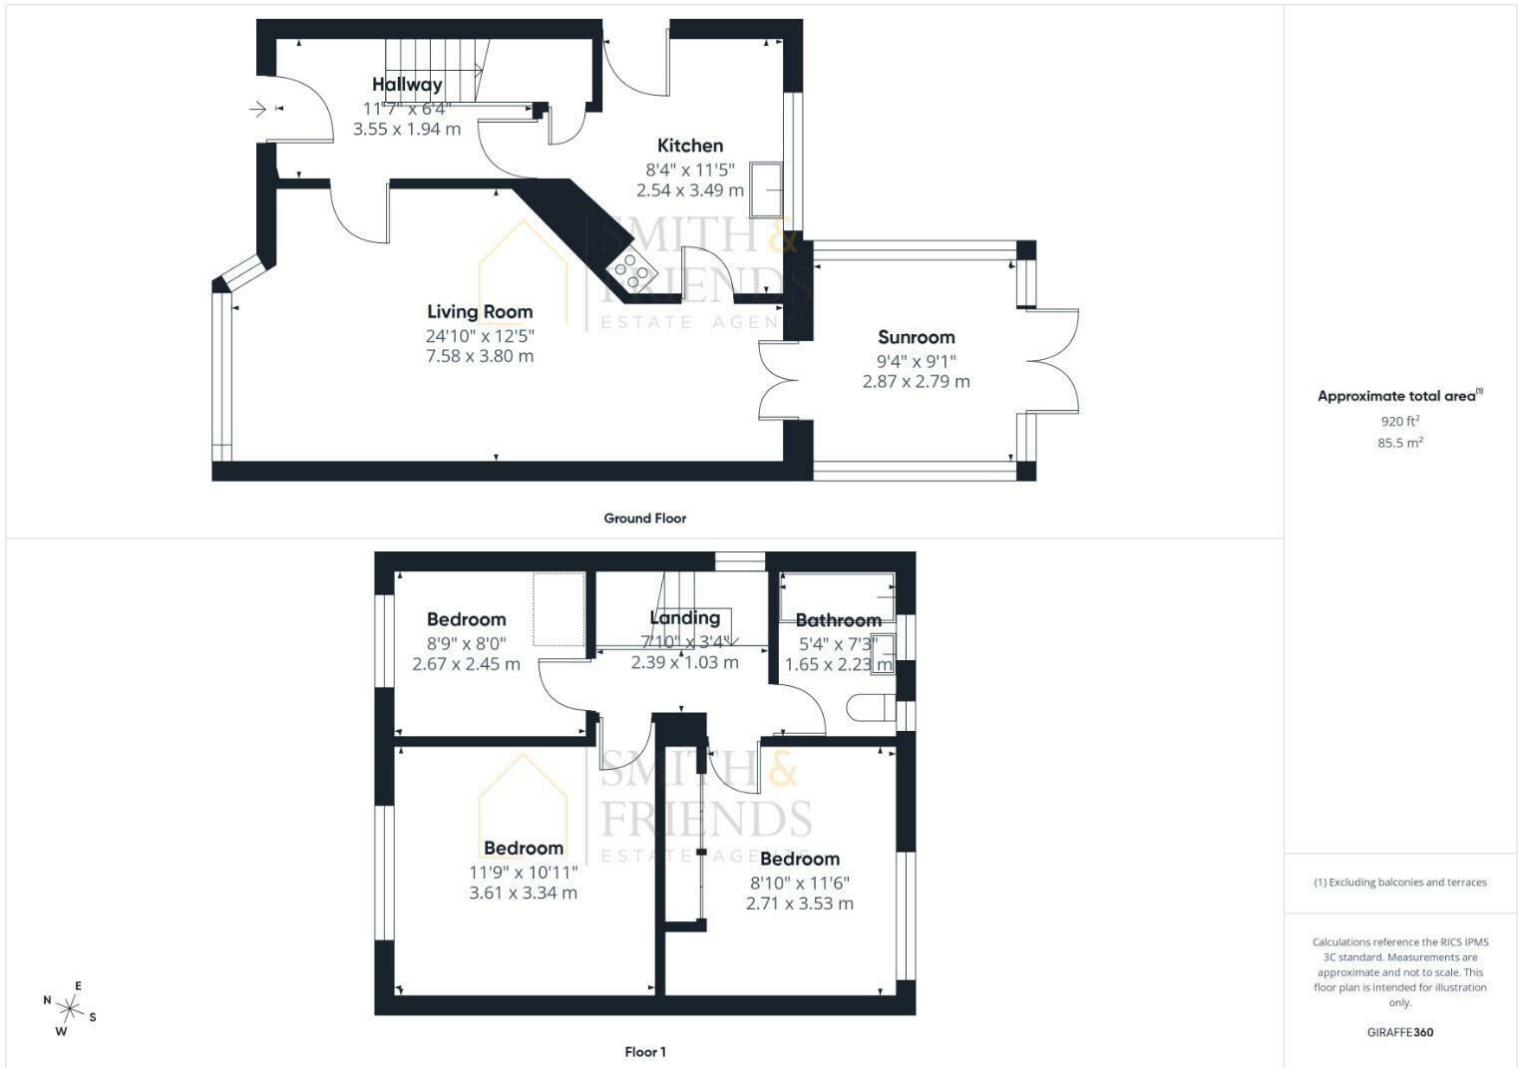 Hallway
11'7" x 6'4"
3.55 x 1.94 m
Kitchen
8'4" x 11'5"
2.54 x 3.49 m
SMITH &
FRIENDS
ESTATE AGENTS
Living Room
24'10" x 12'5"
7.58 x 3.80 m
Sunroom
9'4" x 9'1"
2.87 x 2.79 m
Ground Floor
Approximate total area(1)
920 ft²
85.5 m²
Bedroom
8'9" x 8'0"
2.67 x 2.45 m
Landing
7'10" x 3'4"
2.39 x 1.03 m
Bathroom
5'4" x 7'3"
1.65 x 2.23 m
SMITH &
FRIENDS
ESTATE AGENTS
Bedroom
11'9" x 10'11"
3.61 x 3.34 m
Bedroom
8'10" x 11'6"
2.71 x 3.53 m
Floor 1
N
E
S
W
(1) Excluding balconies and terraces
Calculations reference the RICS IPMS
3C standard. Measurements are
approximate and not to scale. This
floor plan is intended for illustration
only.
GIRAFFE360